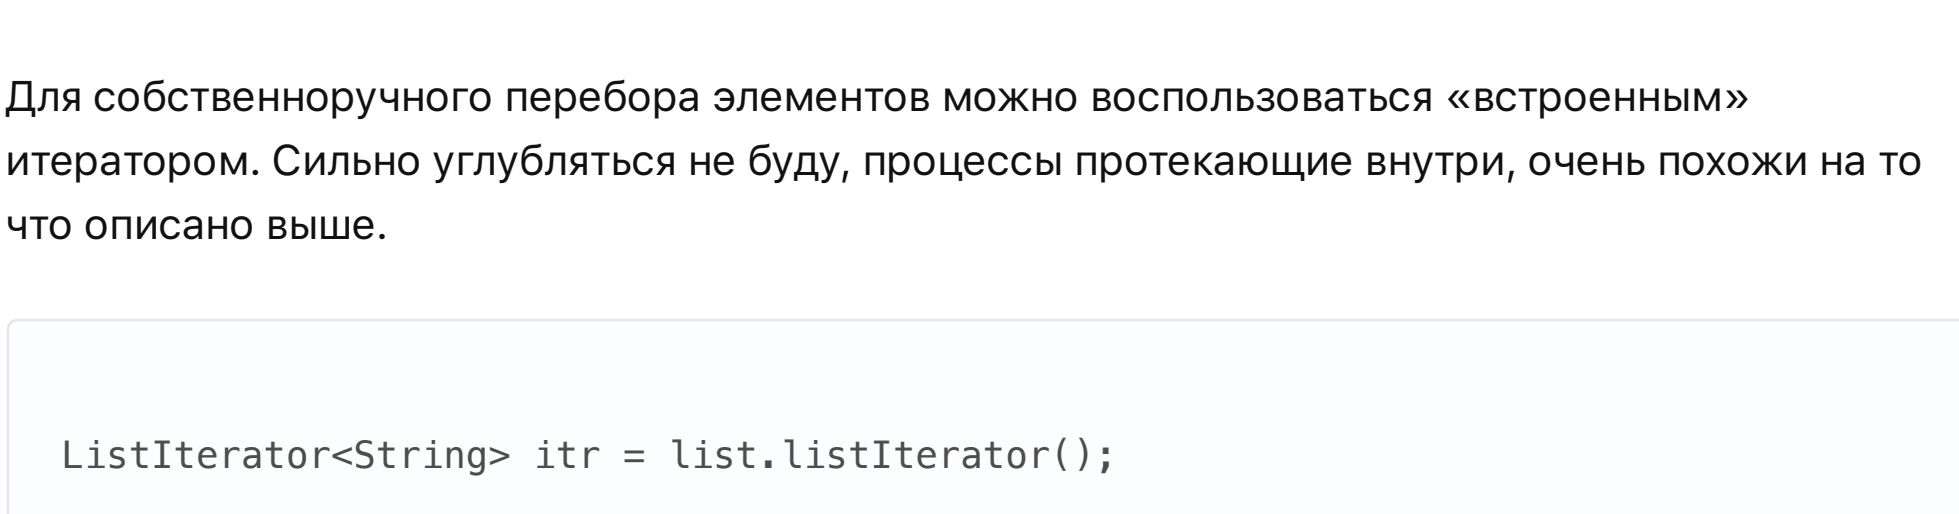 Для собственноручного перебора элементов можно воспользоваться «встроенным»
итератором. Сильно углубляться не буду, процессы протекающие внутри, очень похожи на то
что описано выше.
ListIterator<String> itr = list.listIterator();